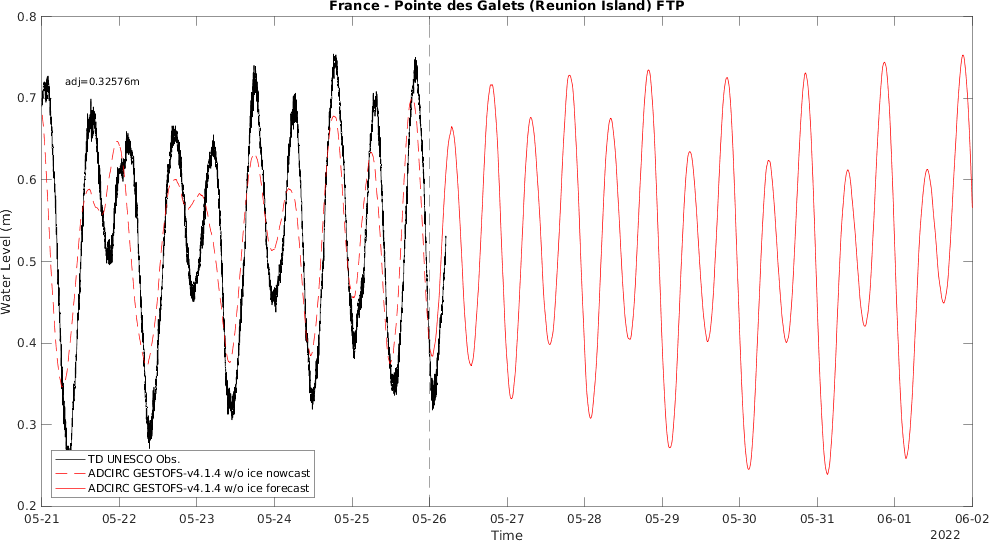 France - Pointe des Galets (Reunion Island) FTP
0.8
0.7
0.6
0.5
0.4
0.3
0.2
Water Level (m)
adj=0.32576m
TD UNESCO Obs.
ADCIRC GESTOFS-v4.1.4 w/o ice nowcast
ADCIRC GESTOFS-v4.1.4 w/o ice forecast
05-21 05-22 05-23 05-24 05-25 05-26 05-27 05-28 05-29 05-30 05-31 06-01 06-02
Time
2022